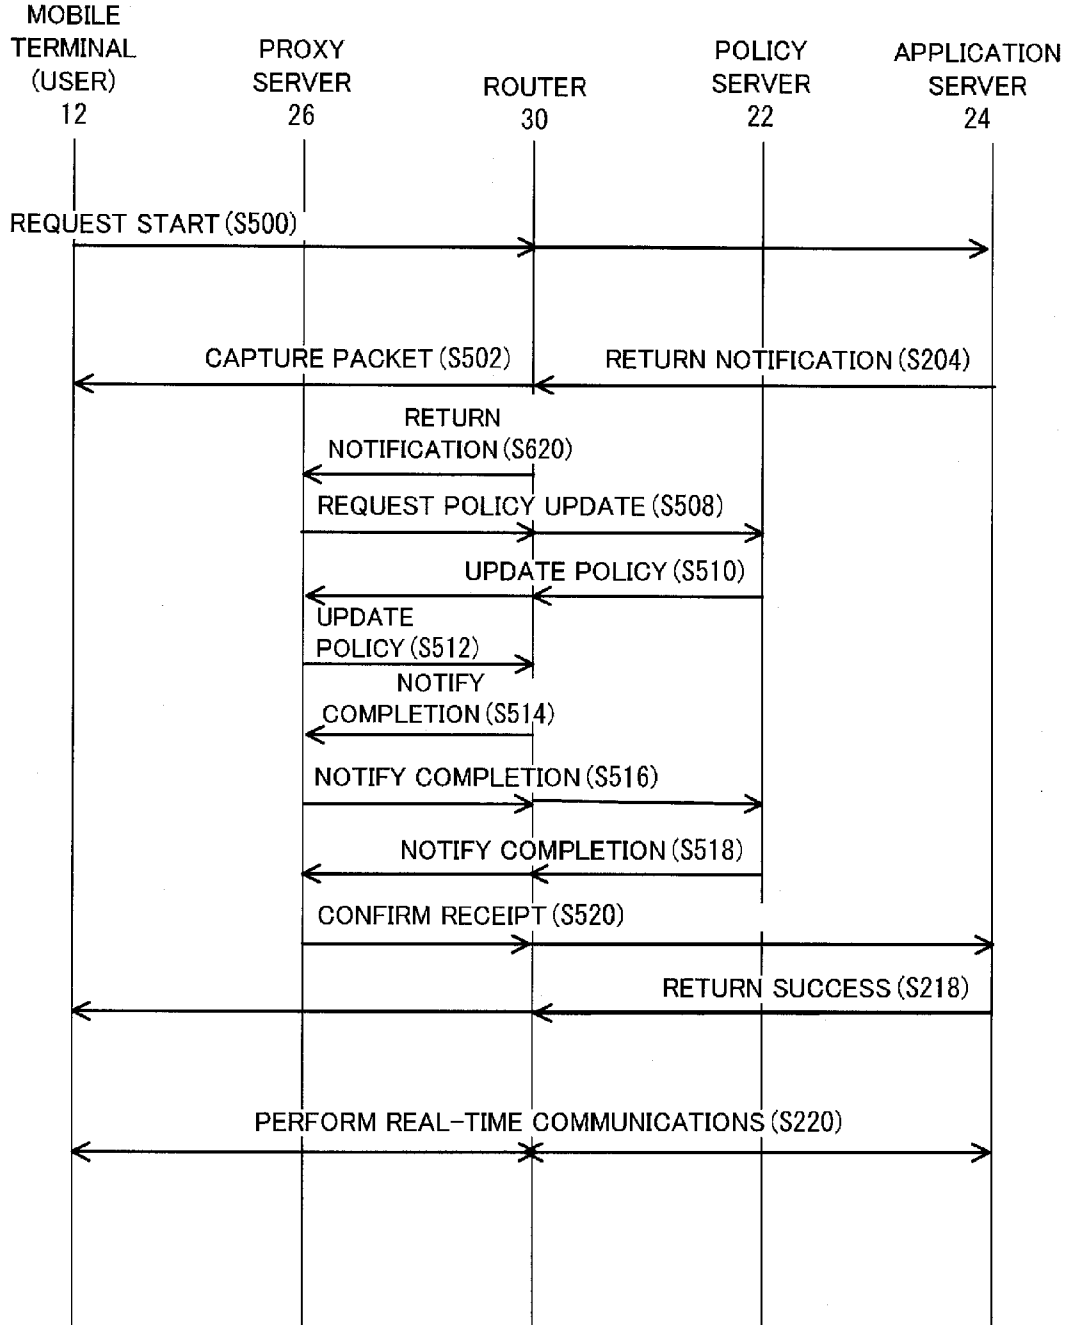 MOBILE
TERMINAL
(USER)
12
PROXY
SERVER
26
ROUTER
30
POLICY
SERVER
22
APPLICATION
SERVER
24
REQUEST START(S500)
CAPTURE PACKET(S502)
RETURN NOTIFICATION(S204)
RETURN
NOTIFICATION(S620)
REQUEST POLICY UPDATE(S508)
UPDATE POLICY(S510)
UPDATE
POLICY(S512)
NOTIFY
COMPLETION(S514)
NOTIFY COMPLETION(S516)
NOTIFY COMPLETION(S518)
CONFIRM RECEIPT(S520)
RETURN SUCCESS(S218)
PERFORM REAL-TIME COMMUNICATIONS(S220)